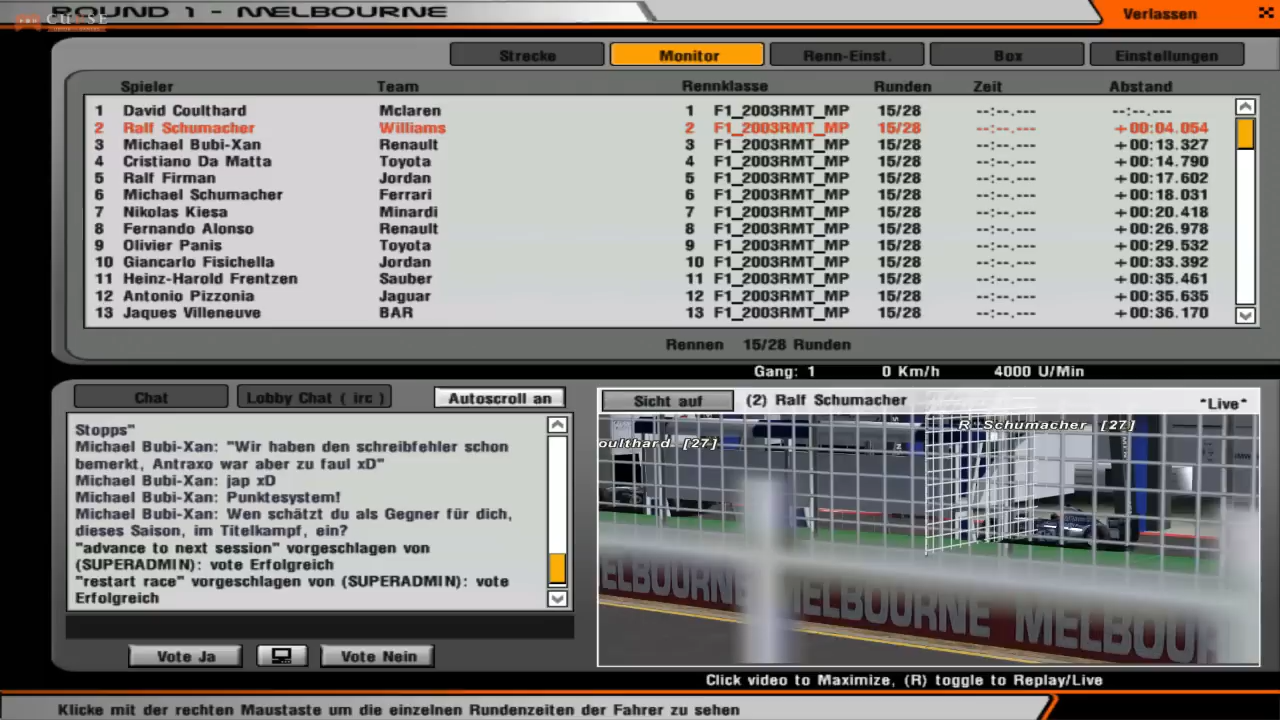 ROUND 1 - MELBOURNE
CURSE
Verlassen
Strecke Monitor Renn-Einst. Box Einstellungen
Spieler Team Rennklasse Runden Zeit Abstand
1 David Coulthard Mclaren 1 F1_2003RMT_MP 15/28 --:--.--- --:--.---
2 Ralf Schumacher Williams 2 F1_2003RMT_MP 15/28 --:--.--- +00:04.054
3 Michael Bubi-Xan Renault 3 F1_2003RMT_MP 15/28 --:--.--- +00:13.327
4 Cristiano Da Matta Toyota 4 F1_2003RMT_MP 15/28 --:--.--- +00:14.790
5 Ralf Firman Jordan 5 F1_2003RMT_MP 15/28 --:--.--- +00:17.602
6 Michael Schumacher Ferrari 6 F1_2003RMT_MP 15/28 --:--.--- +00:18.031
7 Nikolas Kiesa Minardi 7 F1_2003RMT_MP 15/28 --:--.--- +00:20.418
8 Fernando Alonso Renault 8 F1_2003RMT_MP 15/28 --:--.--- +00:26.978
9 Olivier Panis Toyota 9 F1_2003RMT_MP 15/28 --:--.--- +00:29.532
10 Giancarlo Fisichella Jordan 10 F1_2003RMT_MP 15/28 --:--.--- +00:33.392
11 Heinz-Harold Frentzen Sauber 11 F1_2003RMT_MP 15/28 --:--.--- +00:35.461
12 Antonio Pizzonia Jaguar 12 F1_2003RMT_MP 15/28 --:--.--- +00:35.635
13 Jaques Villeneuve BAR 13 F1_2003RMT_MP 15/28 --:--.--- +00:36.170
Rennen 15/28 Runden
Gang: 1 0 Km/h 4000 U/Min
Chat Lobby Chat ( irc ) Autoscroll an
Stopps"
Michael Bubi-Xan: "Wir haben den schreibfehler schon
bemerkt, Antraxo war aber zu faul xD"
Michael Bubi-Xan: jap xD
Michael Bubi-Xan: Punktesystem!
Michael Bubi-Xan: Wen schätzt du als Gegner für dich,
dieses Saison, im Titelkampf, ein?
"advance to next session" vorgeschlagen von
(SUPERADMIN): vote Erfolgreich
"restart race" vorgeschlagen von (SUPERADMIN): vote
Erfolgreich
Vote Ja Vote Nein
Sicht auf (2) Ralf Schumacher *Live*
oulthard [27] R. Schumacher [27]
MELBOURNE MELBOURNE MELBOUR
Click video to Maximize, (R) toggle to Replay/Live
Klicke mit der rechten Maustaste um die einzelnen Rundenzeiten der Fahrer zu sehen